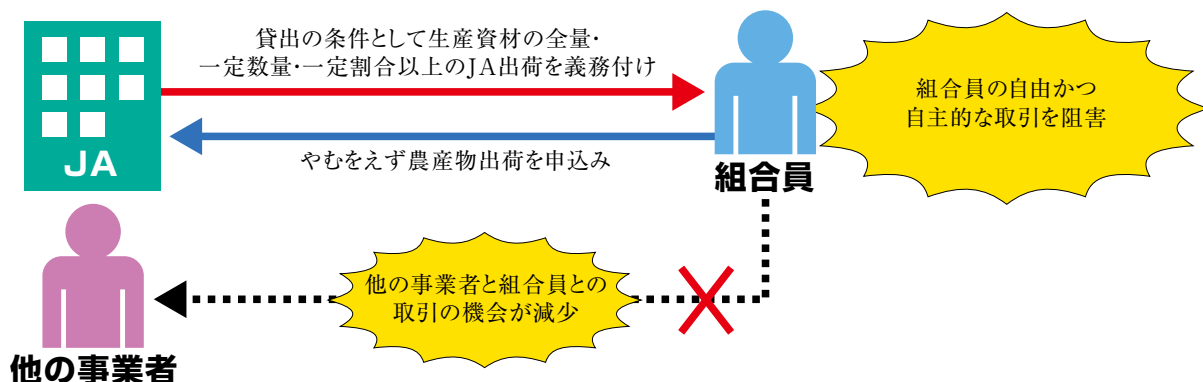 貸出の条件として生産資材の全量・
一定数量・一定割合以上のJA出荷を義務付け
組合員の自由かつ
自主的な取引を阻害
やむをえず農産物出荷を申込み
JA
組合員
他の事業者と組合員との
取引の機会が減少
他の事業者